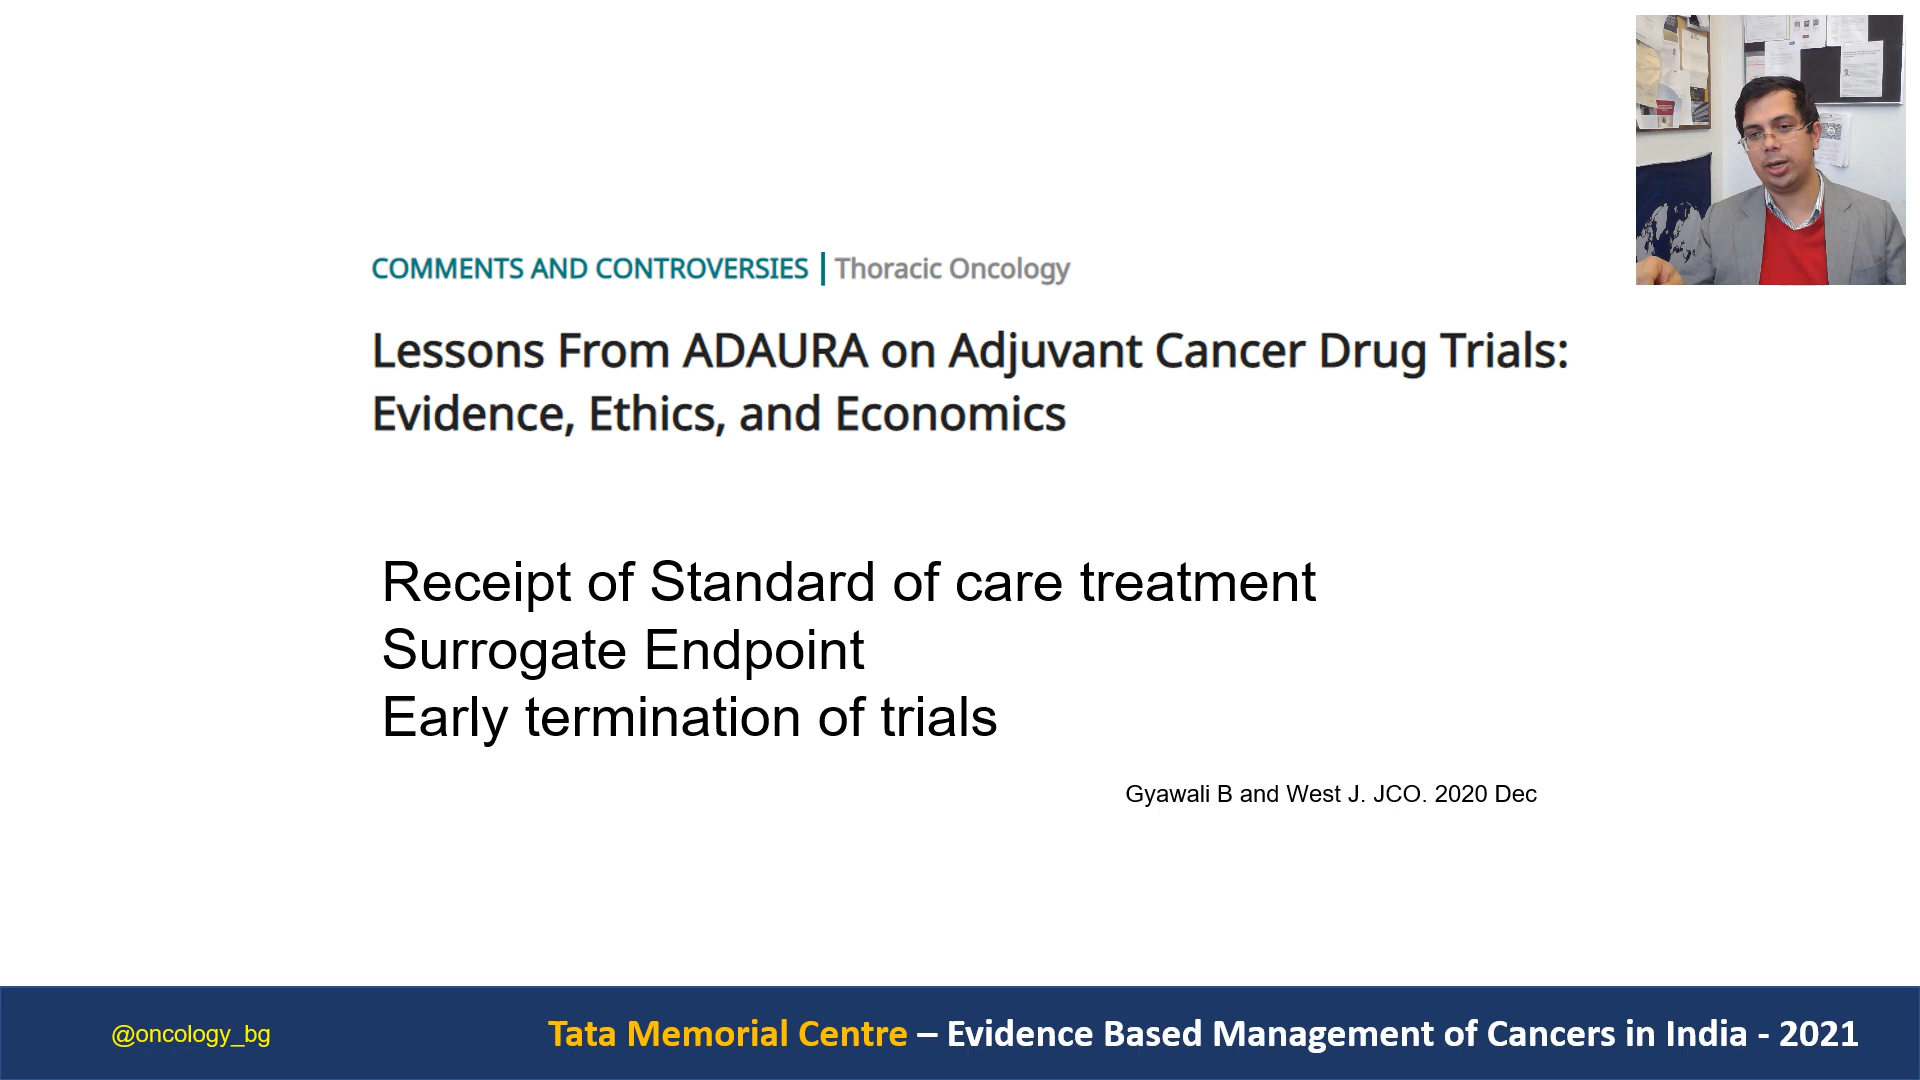 COMMENTS AND CONTROVERSIES | Thoracic Oncology
Lessons From ADAURA on Adjuvant Cancer Drug Trials:
Evidence, Ethics, and Economics
Receipt of Standard of care treatment
Surrogate Endpoint
Early termination of trials
Gyawali B and West J. JCO. 2020 Dec
@oncology_bg
Tata Memorial Centre – Evidence Based Management of Cancers in India - 2021